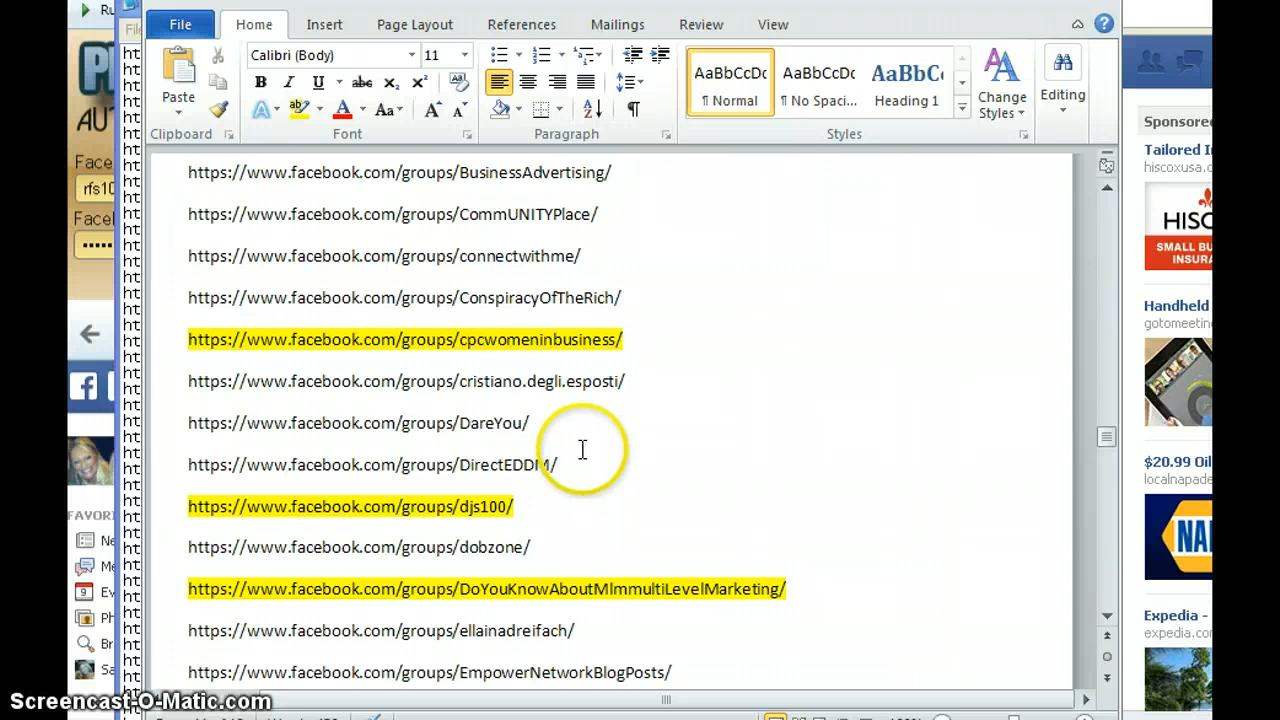 File Home Insert Page Layout References Mailings Review View
Calibri (Body) 11
Paste
AaBbCcDc AaBbCcDc AaBbCc
¶ Normal ¶ No Spaci... Heading 1
Change Styles Editing
Clipboard Font Paragraph Styles
https://www.facebook.com/groups/BusinessAdvertising/
https://www.facebook.com/groups/CommUNITYPlace/
https://www.facebook.com/groups/connectwithme/
https://www.facebook.com/groups/ConspiracyOfTheRich/
https://www.facebook.com/groups/cpcwomeninbusiness/
https://www.facebook.com/groups/cristiano.degli.esposti/
https://www.facebook.com/groups/DareYou/
https://www.facebook.com/groups/DirectEDDM/
https://www.facebook.com/groups/djs100/
https://www.facebook.com/groups/dobzone/
https://www.facebook.com/groups/DoYouKnowAboutMlmmultiLevelMarketing/
https://www.facebook.com/groups/ellainadreifach/
https://www.facebook.com/groups/EmpowerNetworkBlogPosts/
Face
rfs10
Facel
FAVORI
Sponsored
Tailored I
hiscoxusa.c
HISC
SMALL BU
INSURA
Handheld
gotomeetin
$20.99 Oil
localnapade
NA
Expedia -
expedia.co
Screencast-O-Matic.com